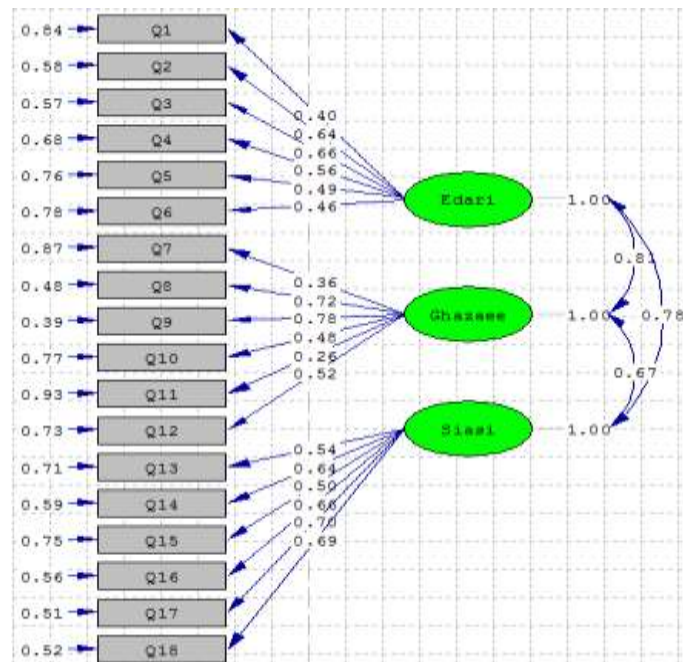 0.84 Q1
0.58 Q2
0.57 Q3
0.40
0.68 Q4
0.64
0.66
0.56
0.76 Q5
0.49
0.78 Q6
0.46
Edari 1.00
0.87 Q7
0.81
0.48 Q8
0.36
0.72
0.39 Q9
0.78
Ghazaee 1.00 0.78
0.77 Q10
0.48
0.26
0.93 Q11
0.52
0.67
0.73 Q12
Siasi 1.00
0.71 Q13
0.54
0.64
0.59 Q14
0.50
0.66
0.75 Q15
0.70
0.69
0.56 Q16
0.51 Q17
0.52 Q18